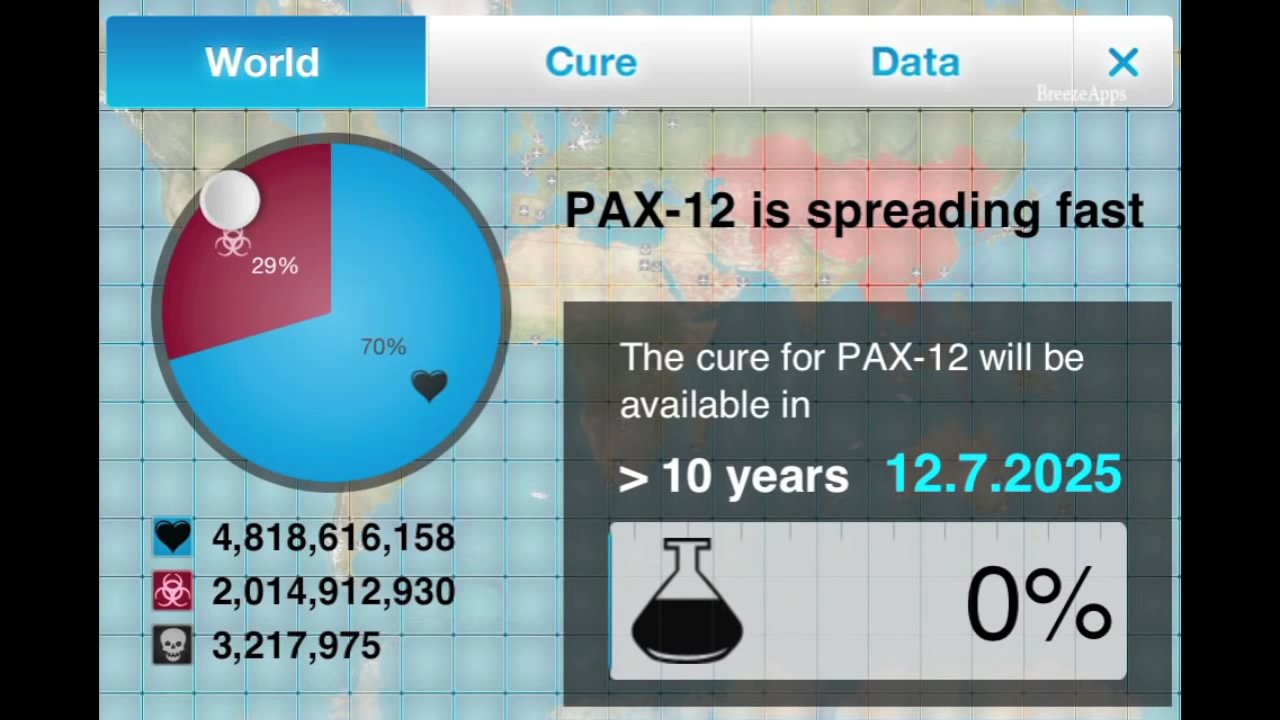 World
Cure
Data
×
BreezeApps
29%
70%
PAX-12 is spreading fast
The cure for PAX-12 will be
available in
> 10 years 12.7.2025
0%
4,818,616,158
2,014,912,930
3,217,975